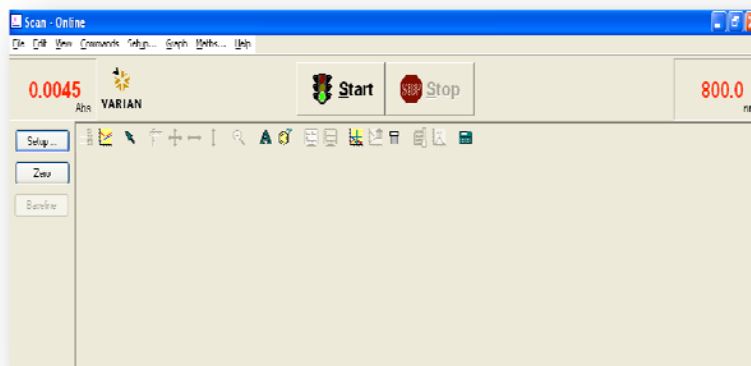 Scan - Online
File Edit View Commands Setup... Graph Maths... Help
0.0045
Abs
VARIAN
Start
STOP Stop
800.0
Setup...
Zero
Baseline
A